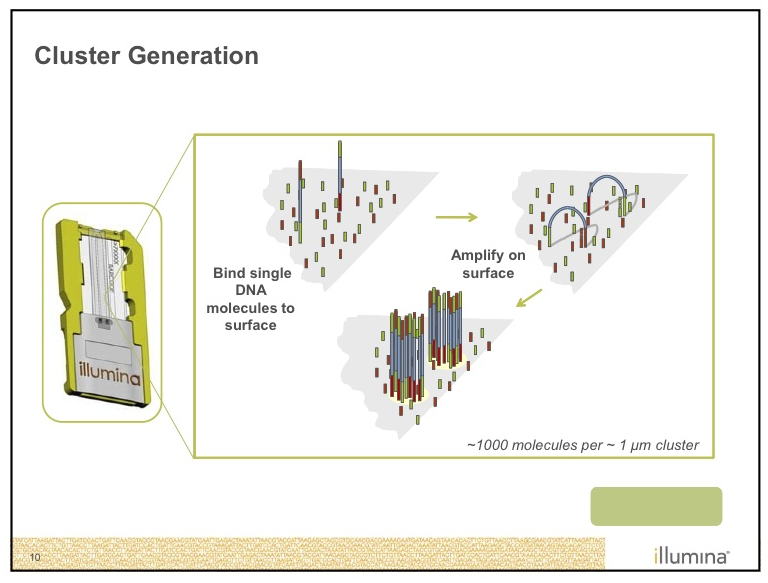 Cluster Generation
Bind single
DNA
molecules to
surface
Amplify on
surface
illumina
~1000 molecules per ~ 1 µm cluster
10
illumina®